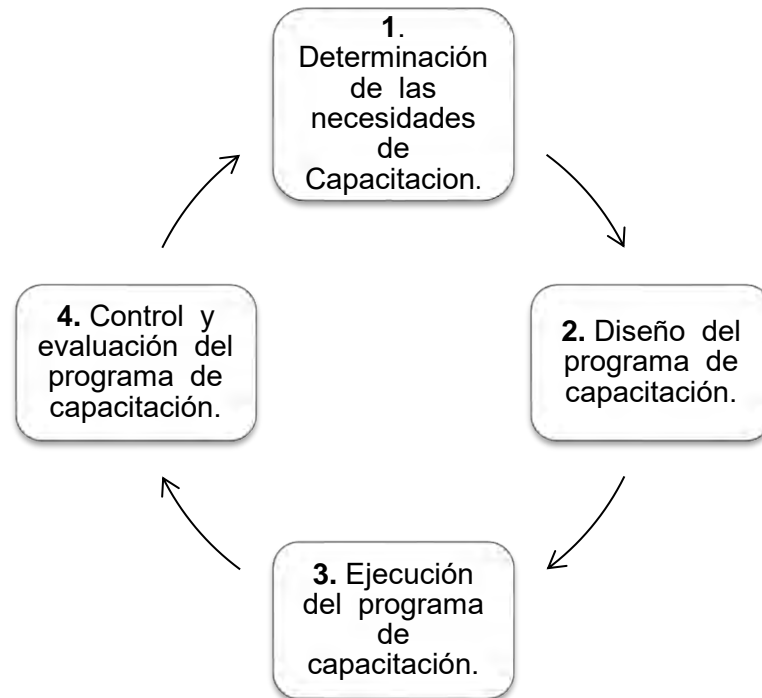 1.
Determinación
de las
necesidades
de
Capacitacion.
2. Diseño del
programa de
capacitación.
3. Ejecución
del programa
de
capacitación.
4. Control y
evaluación del
programa de
capacitación.